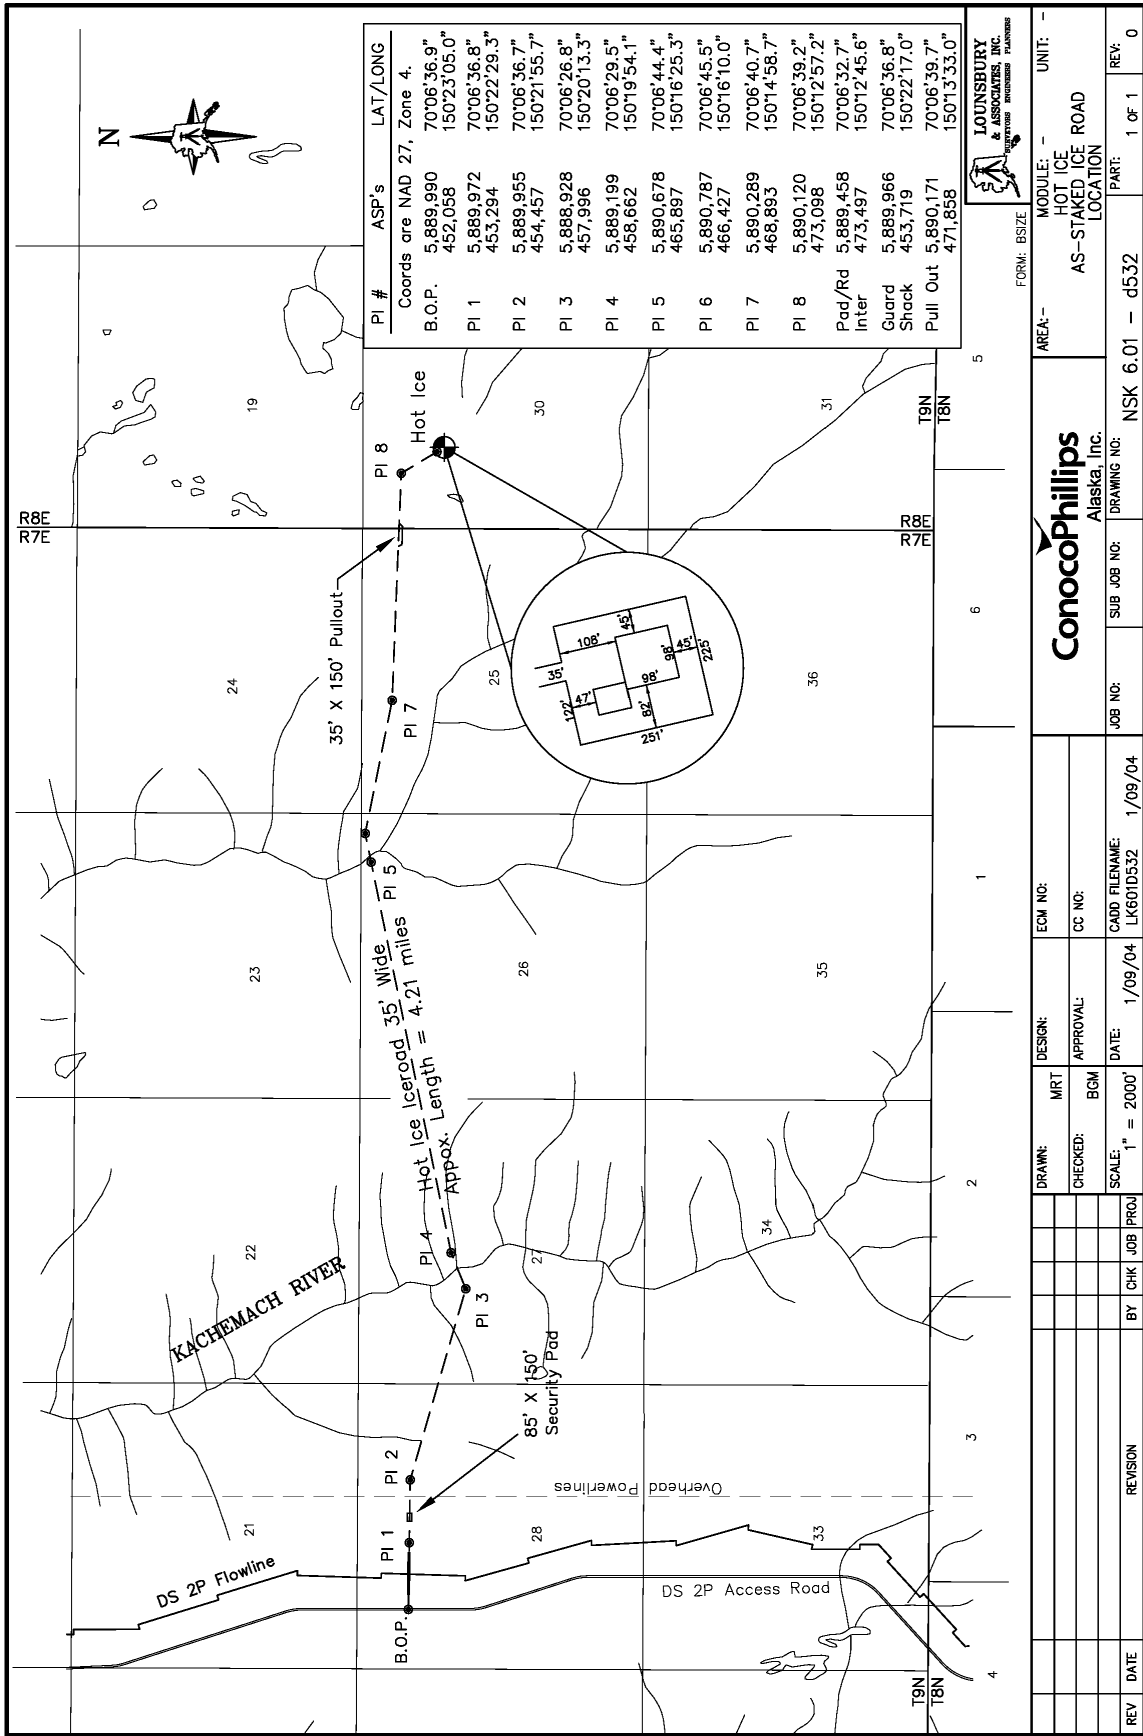 N
PI #   ASP's   LAT/LONG
Coords are NAD 27, Zone 4.
B.O.P.   5,889,990   70°06'36.9"
452,058   150°23'05.0"
PI 1   5,889,972   70°06'36.8"
453,294   150°22'29.3"
PI 2   5,889,955   70°06'36.7"
454,457   150°21'55.7"
PI 3   5,888,928   70°06'26.8"
457,996   150°20'13.3"
PI 4   5,889,199   70°06'29.5"
458,662   150°19'54.1"
PI 5   5,890,678   70°06'44.4"
465,897   150°16'25.3"
PI 6   5,890,787   70°06'45.5"
466,427   150°16'10.0"
PI 7   5,890,289   70°06'40.7"
468,893   150°14'58.7"
PI 8   5,890,120   70°06'39.2"
473,098   150°12'57.2"
Pad/Rd   5,889,458   70°06'32.7"
Inter   473,497   150°12'45.6"
Guard   5,889,966   70°06'36.8"
Shack   453,719   150°22'17.0"
Pull Out   5,890,171   70°06'39.7"
471,858   150°13'33.0"
R7E R8E
21
22
23
24
19
KACHEMACH RIVER
DS 2P Flowline
B.O.P.
PI 1
PI 2
PI 3
PI 4
PI 5
PI 7
PI 8
Hot Ice
35' X 150' Pullout
Hot Ice Iceroad 35' Wide
Appox. Length = 4.21 miles
85' X 150'
Security Pad
28
27
26
25
30
Overhead Powerlines
DS 2P Access Road
35'
108'
45'
122'
47'
98'
98'
45'
82'
225'
251'
33
34
35
36
31
T9N
T8N
R7E R8E
T9N
T8N
4
3
2
1
6
5
LOUNSBURY
& ASSOCIATES, INC.
SURVEYORS ENGINEERS PLANNERS
FORM: BSIZE
REV DATE REVISION BY CHK JOB PROJ
DRAWN: MRT
DESIGN:
ECM NO:
CHECKED: BGM
APPROVAL:
CC NO:
SCALE: 1" = 2000'
DATE: 1/09/04
CADD FILENAME: LK601D532 1/09/04
ConocoPhillips
Alaska, Inc.
AREA:- MODULE: - UNIT: -
HOT ICE
AS-STAKED ICE ROAD
LOCATION
JOB NO:
SUB JOB NO:
DRAWING NO: NSK 6.01 - d532
PART: 1 OF 1
REV: 0